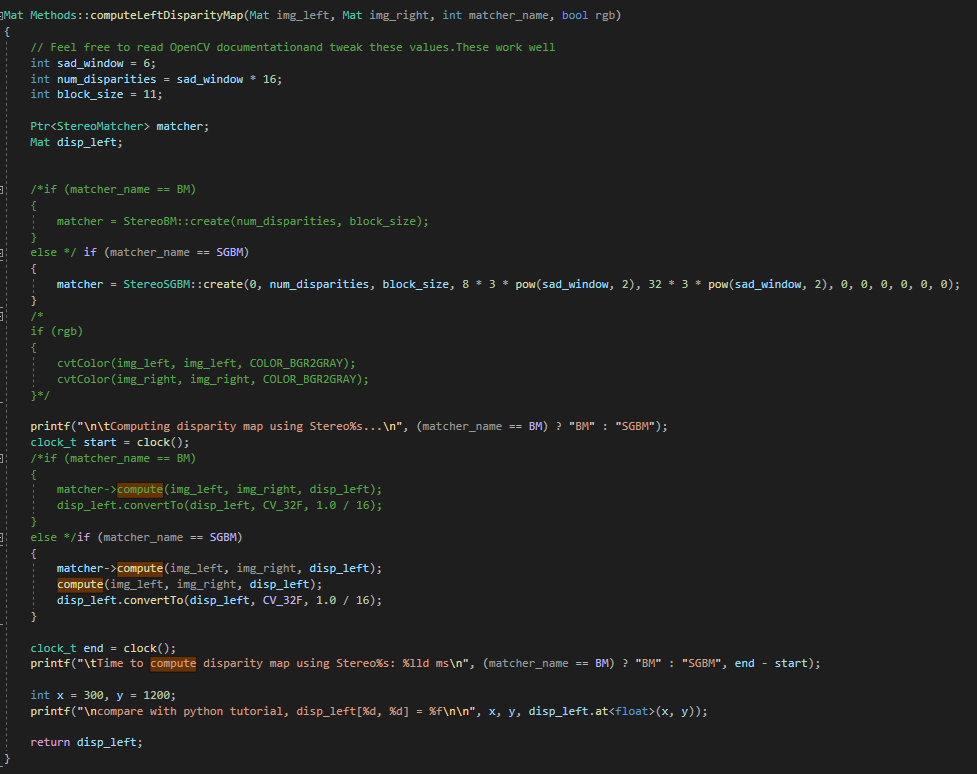 Mat Methods::computeLeftDisparityMap(Mat img_left, Mat img_right, int matcher_name, bool rgb)
{
// Feel free to read OpenCV documentationand tweak these values.These work well
int sad_window = 6;
int num_disparities = sad_window * 16;
int block_size = 11;
Ptr<StereoMatcher> matcher;
Mat disp_left;
/*if (matcher_name == BM)
{
matcher = StereoBM::create(num_disparities, block_size);
}
else */ if (matcher_name == SGBM)
{
matcher = StereoSGBM::create(0, num_disparities, block_size, 8 * 3 * pow(sad_window, 2), 32 * 3 * pow(sad_window, 2), 0, 0, 0, 0, 0, 0);
}
/*
if (rgb)
{
cvtColor(img_left, img_left, COLOR_BGR2GRAY);
cvtColor(img_right, img_right, COLOR_BGR2GRAY);
}*/
printf("\n\tComputing disparity map using Stereo%s...\n", (matcher_name == BM) ? "BM" : "SGBM");
clock_t start = clock();
/*if (matcher_name == BM)
{
matcher->compute(img_left, img_right, disp_left);
disp_left.convertTo(disp_left, CV_32F, 1.0 / 16);
}
else */if (matcher_name == SGBM)
{
matcher->compute(img_left, img_right, disp_left);
compute(img_left, img_right, disp_left);
disp_left.convertTo(disp_left, CV_32F, 1.0 / 16);
}
clock_t end = clock();
printf("\tTime to compute disparity map using Stereo%s: %lld ms\n", (matcher_name == BM) ? "BM" : "SGBM", end - start);
int x = 300, y = 1200;
printf("\ncompare with python tutorial, disp_left[%d, %d] = %f\n\n", x, y, disp_left.at<float>(x, y));
return disp_left;
}